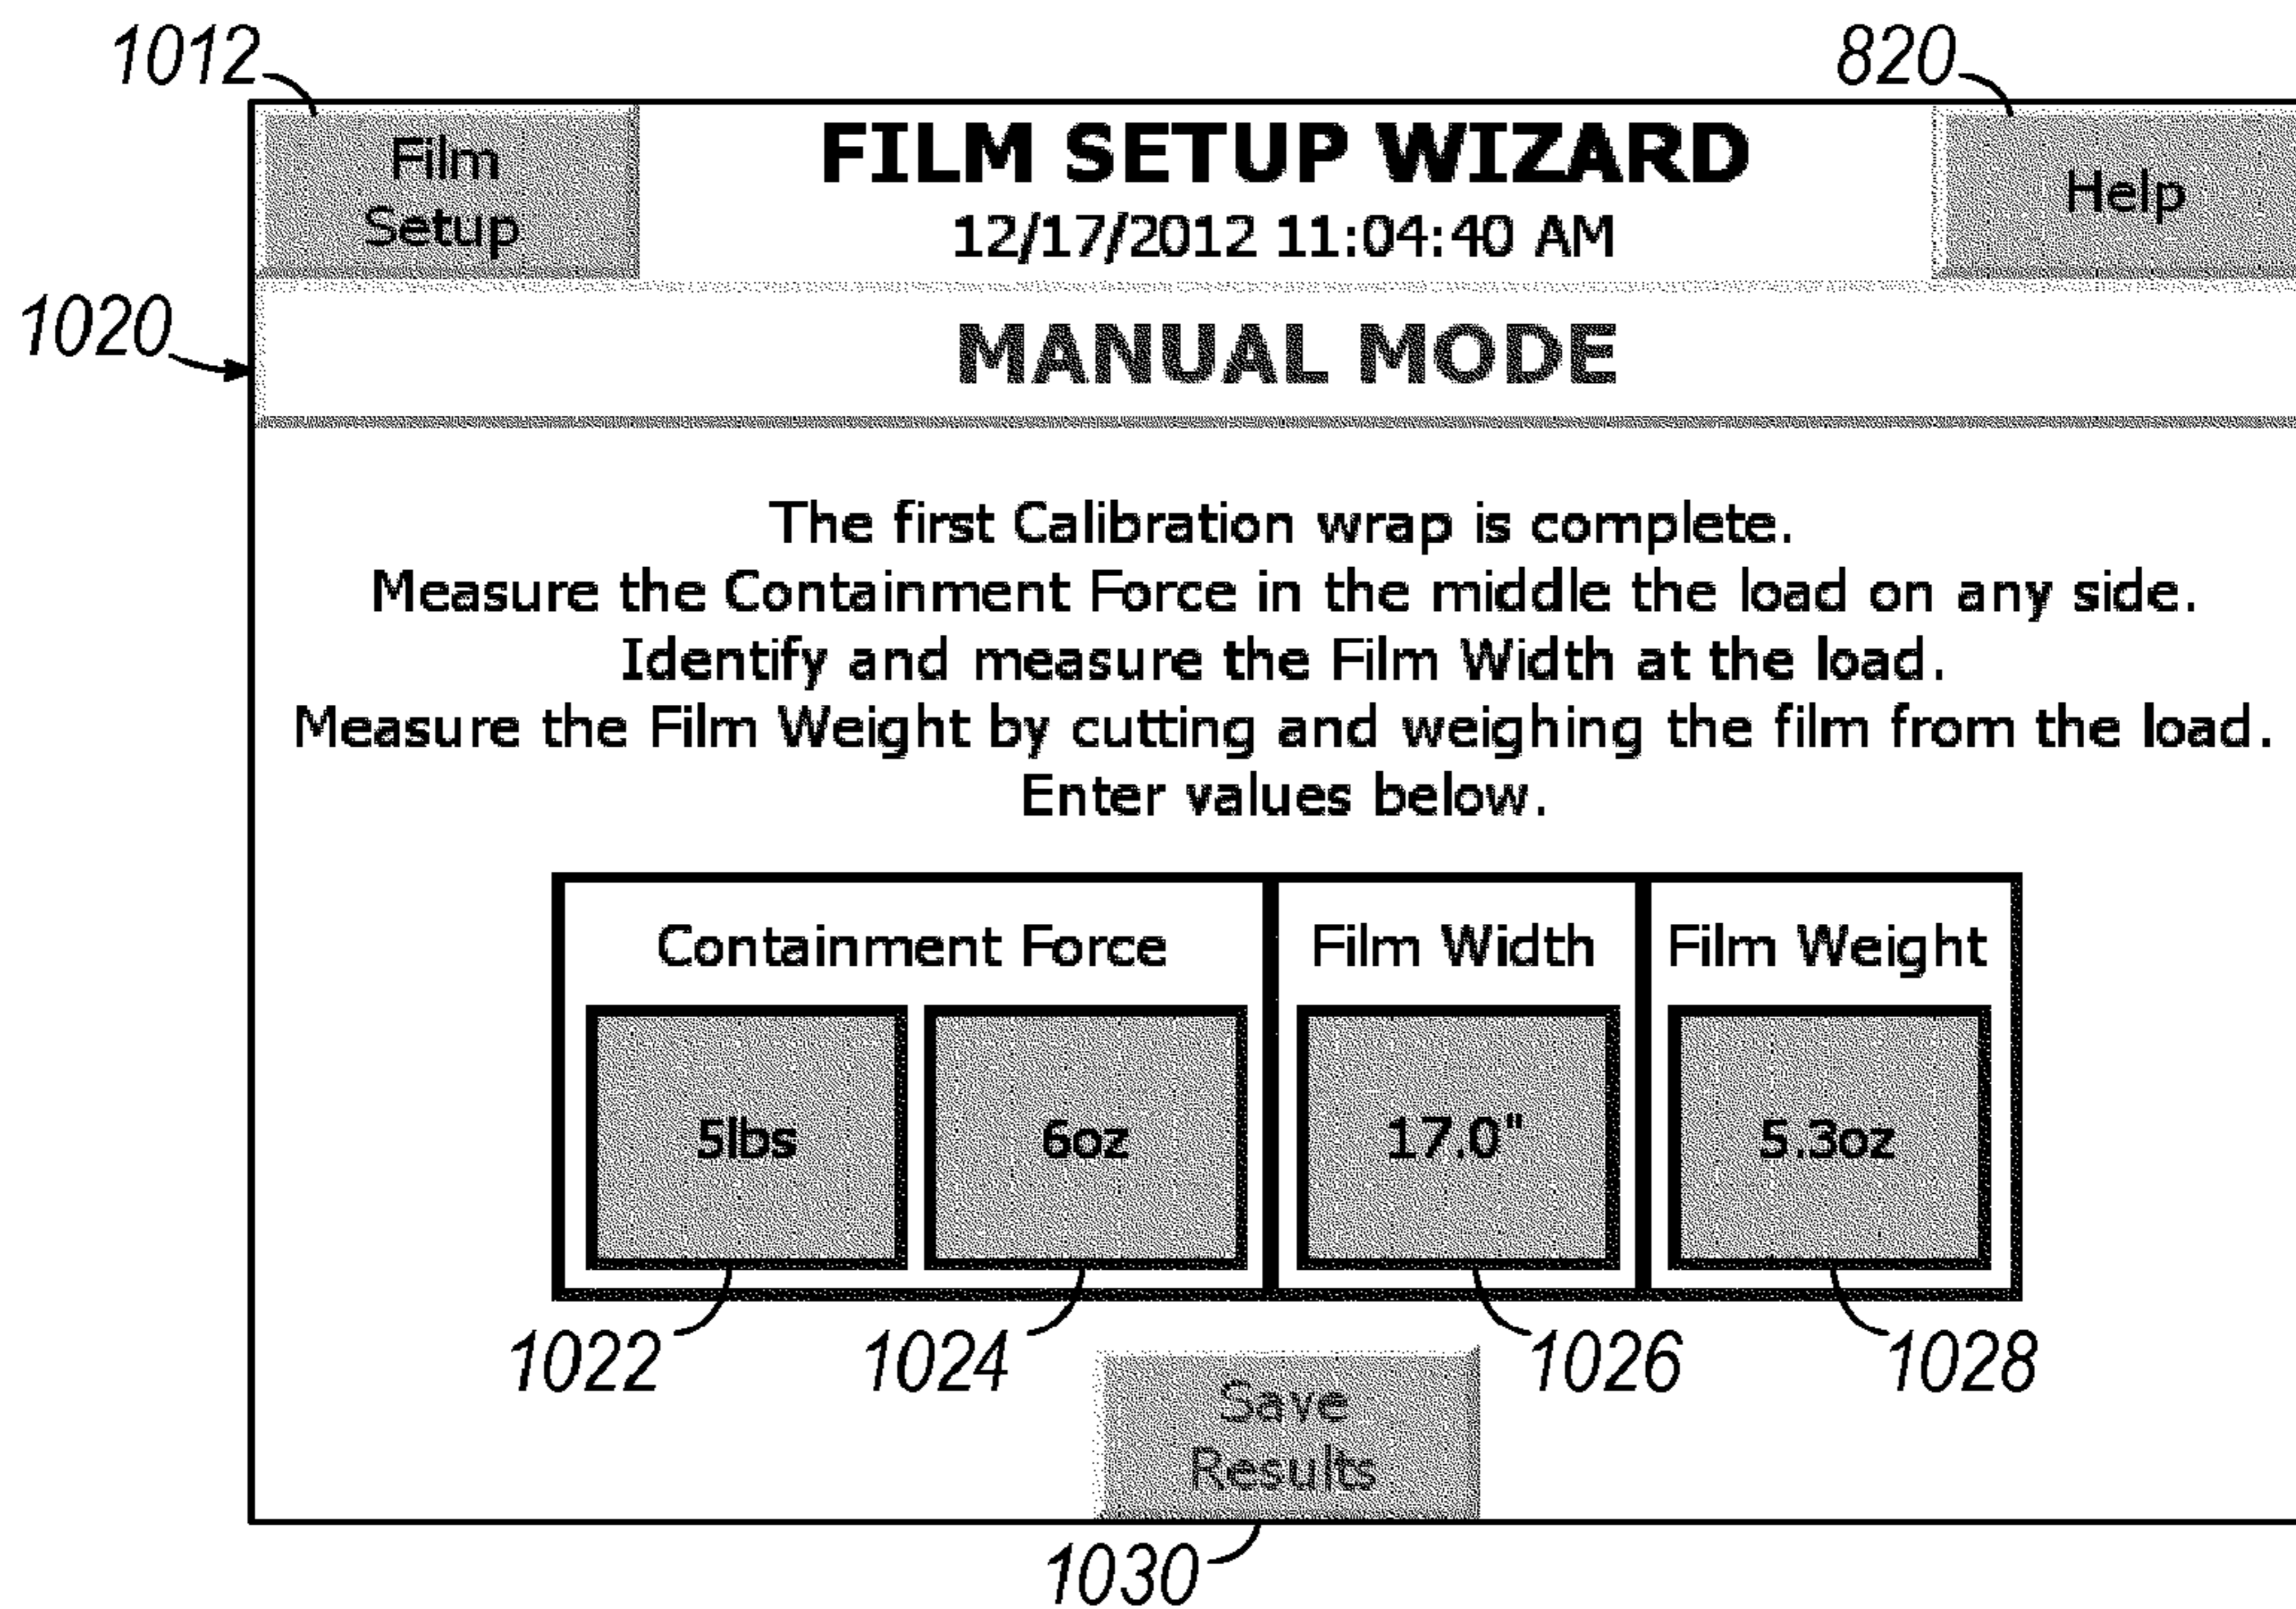 1012
820
Film
Setup
FILM SETUP WIZARD
12/17/2012 11:04:40 AM
Help
1020
MANUAL MODE
The first Calibration wrap is complete.
Measure the Containment Force in the middle the load on any side.
Identify and measure the Film Width at the load.
Measure the Film Weight by cutting and weighing the film from the load.
Enter values below.
Containment Force
Film Width
Film Weight
5lbs
6oz
17.0"
5.3oz
1022
1024
1026
1028
Save
Results
1030